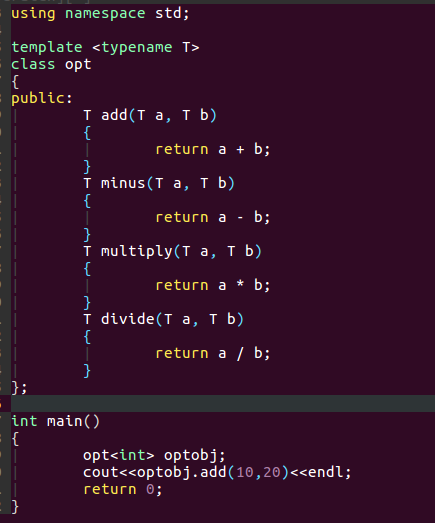 using namespace std;
template <typename T>
class opt
{
public:
T add(T a, T b)
{
return a + b;
}
T minus(T a, T b)
{
return a - b;
}
T multiply(T a, T b)
{
return a * b;
}
T divide(T a, T b)
{
return a / b;
}
};
int main()
{
opt<int> optobj;
cout<<optobj.add(10,20)<<endl;
return 0;
}